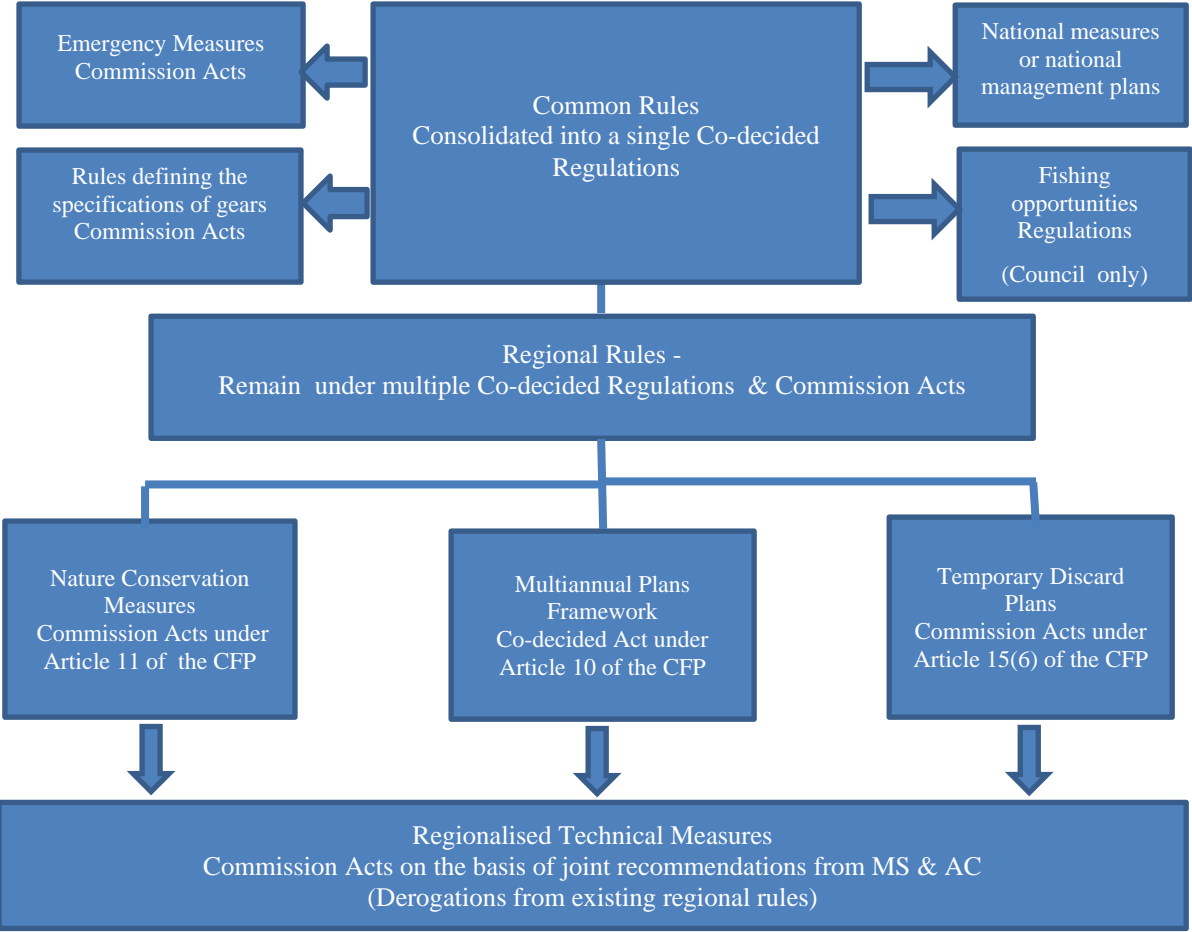 Emergency Measures
Commission Acts
Common Rules
Consolidated into a single Co-decided
Regulations
National measures
or national
management plans
Rules defining the
specifications of gears
Commission Acts
Fishing
opportunities
Regulations
(Council only)
Regional Rules -
Remain under multiple Co-decided Regulations & Commission Acts
Nature Conservation
Measures
Commission Acts under
Article 11 of the CFP
Multiannual Plans
Framework
Co-decided Act under
Article 10 of the CFP
Temporary Discard
Plans
Commission Acts under
Article 15(6) of the CFP
Regionalised Technical Measures
Commission Acts on the basis of joint recommendations from MS & AC
(Derogations from existing regional rules)